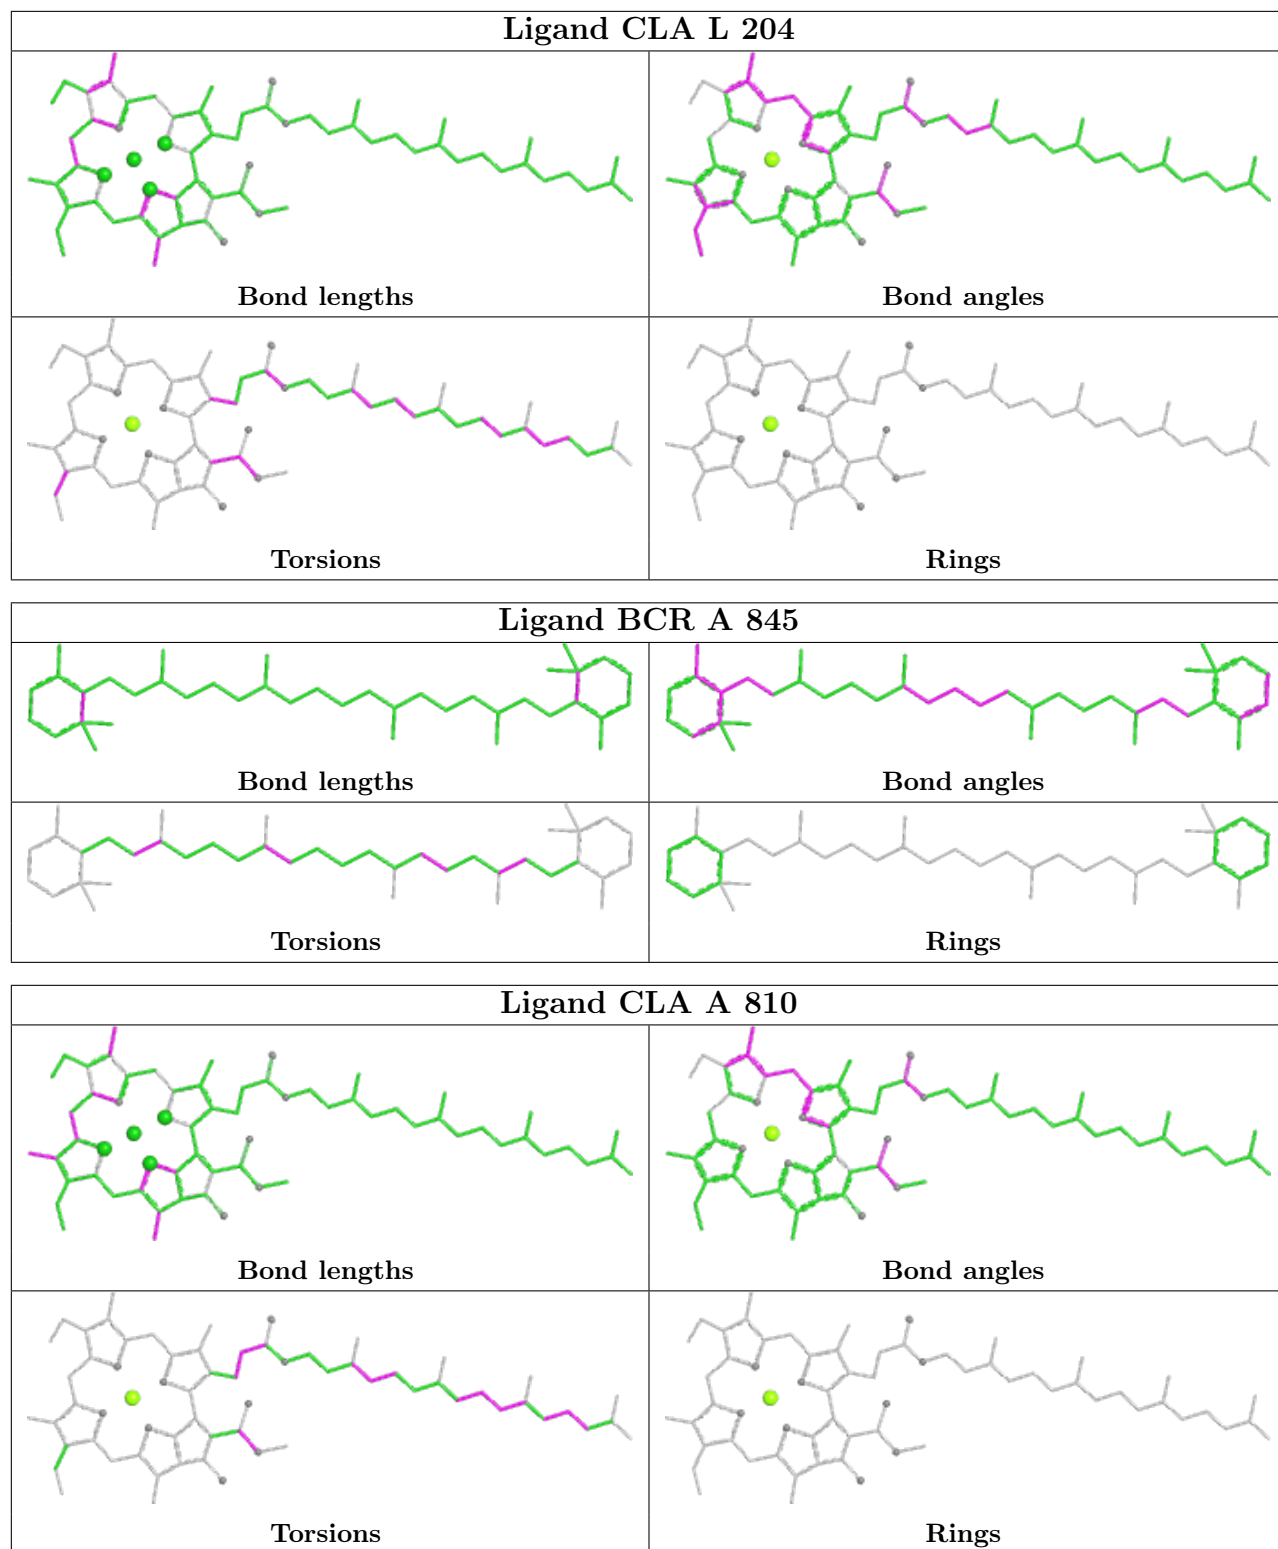 Ligand CLA L 204
Bond lengths
Bond angles
Torsions
Rings
Ligand BCR A 845
Bond lengths
Bond angles
Torsions
Rings
Ligand CLA A 810
Bond lengths
Bond angles
Torsions
Rings